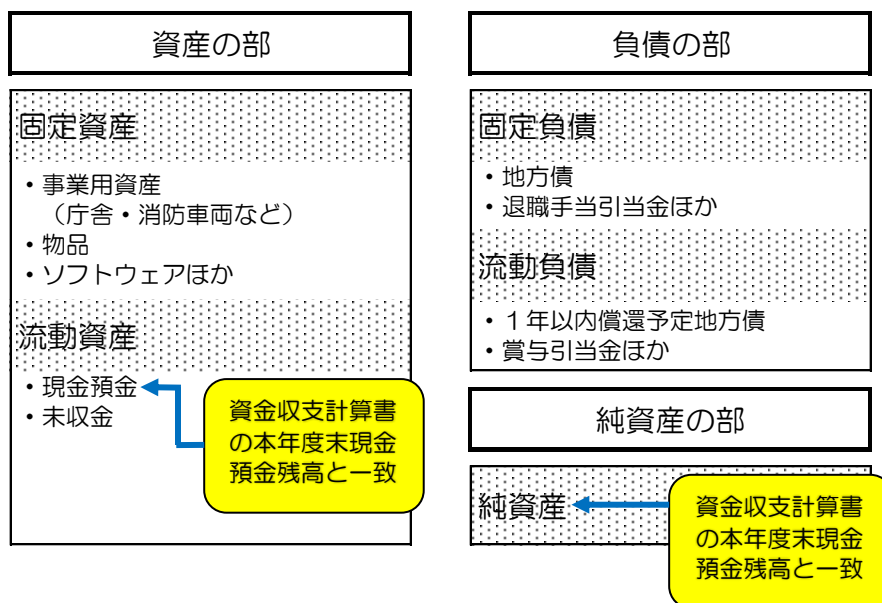 資産の部
固定資産
・事業用資産
（庁舎・消防車両など）
・物品
・ソフトウェアほか
流動資産
・現金預金
・未収金
資金収支計算書
の本年度末現金
預金残高と一致
負債の部
固定負債
・地方債
・退職手当引当金ほか
流動負債
・１年以内償還予定地方債
・賞与引当金ほか
純資産の部
純資産
資金収支計算書
の本年度末現金
預金残高と一致